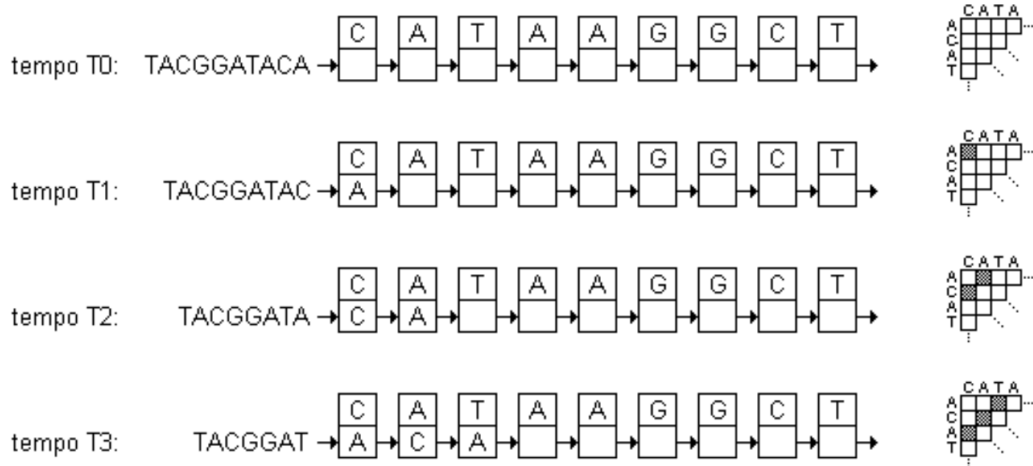 C A T A A G G C T
C A T A
A
C
A
T
tempo T0: TACGGATACA
C A T A A G G C T
C A T A
A
C
A
T
tempo T1: TACGGATAC A
C A T A A G G C T
C A T A
A
C
A
T
tempo T2: TACGGATA C A
C A T A A G G C T
C A T A
A
C
A
T
tempo T3: TACGGAT A C A